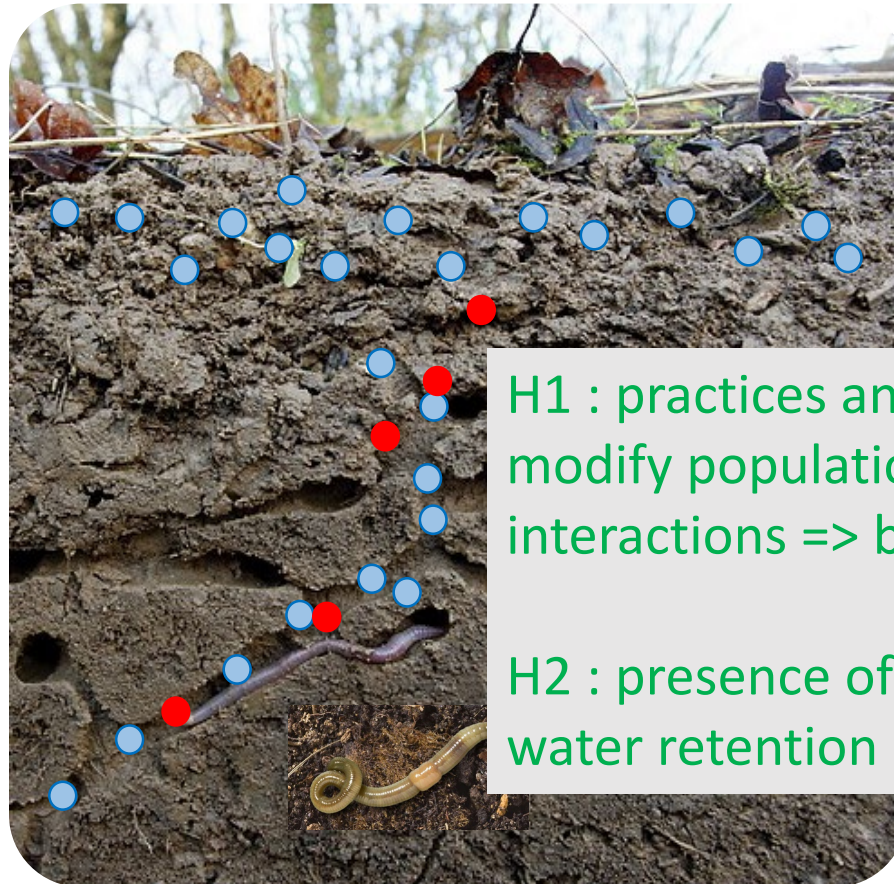 H1 : practices an
modify populatio
interactions => b
H2 : presence of
water retention